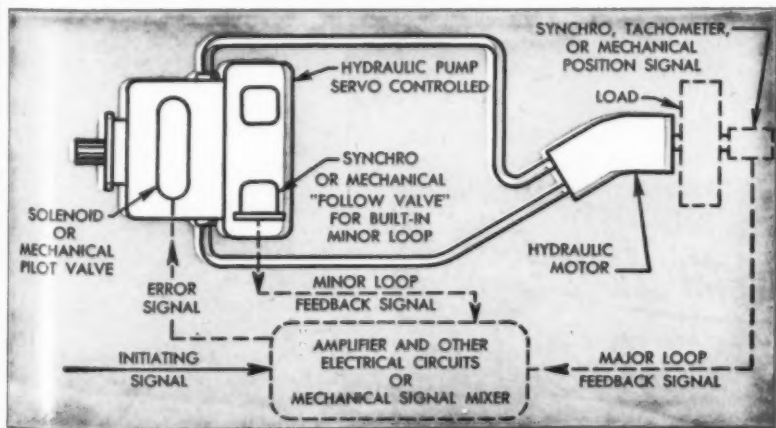 SYNCHRO, TACHOMETER,
OR MECHANICAL
POSITION SIGNAL
HYDRAULIC PUMP
SERVO CONTROLLED
LOAD
SYNCHRO
OR MECHANICAL
"FOLLOW VALVE"
FOR BUILT-IN
MINOR LOOP
SOLENOID
OR
MECHANICAL
PILOT VALVE
HYDRAULIC
MOTOR
ERROR
SIGNAL
MINOR LOOP
FEEDBACK SIGNAL
INITIATING
SIGNAL
AMPLIFIER AND OTHER
ELECTRICAL CIRCUITS
OR
MECHANICAL SIGNAL MIXER
MAJOR LOOP
FEEDBACK SIGNAL